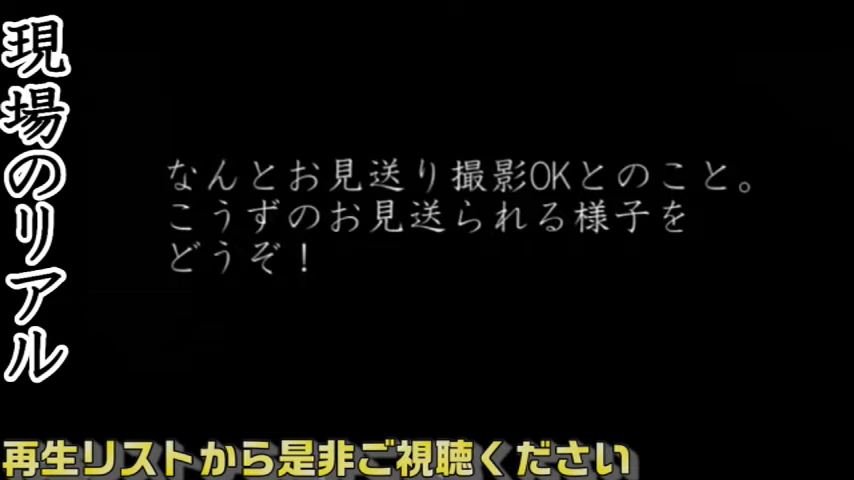 現場のリアル
なんとお見送り撮影OKとのこと。
こうずのお見送られる様子を
どうぞ！
再生リストから是非ご視聴ください